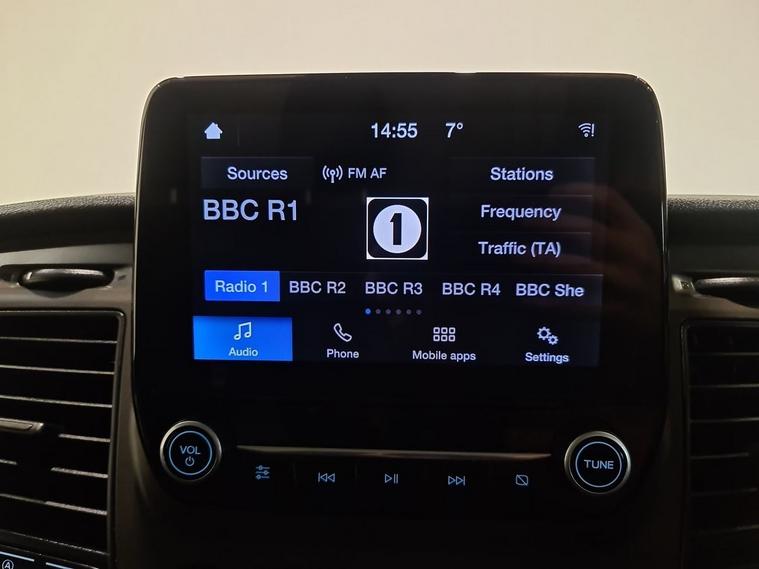 14:55 7°
Sources FM AF Stations
BBC R1 1 Frequency
Traffic (TA)
Radio 1 BBC R2 BBC R3 BBC R4 BBC She
Audio Phone Mobile apps Settings
VOL TUNE
A